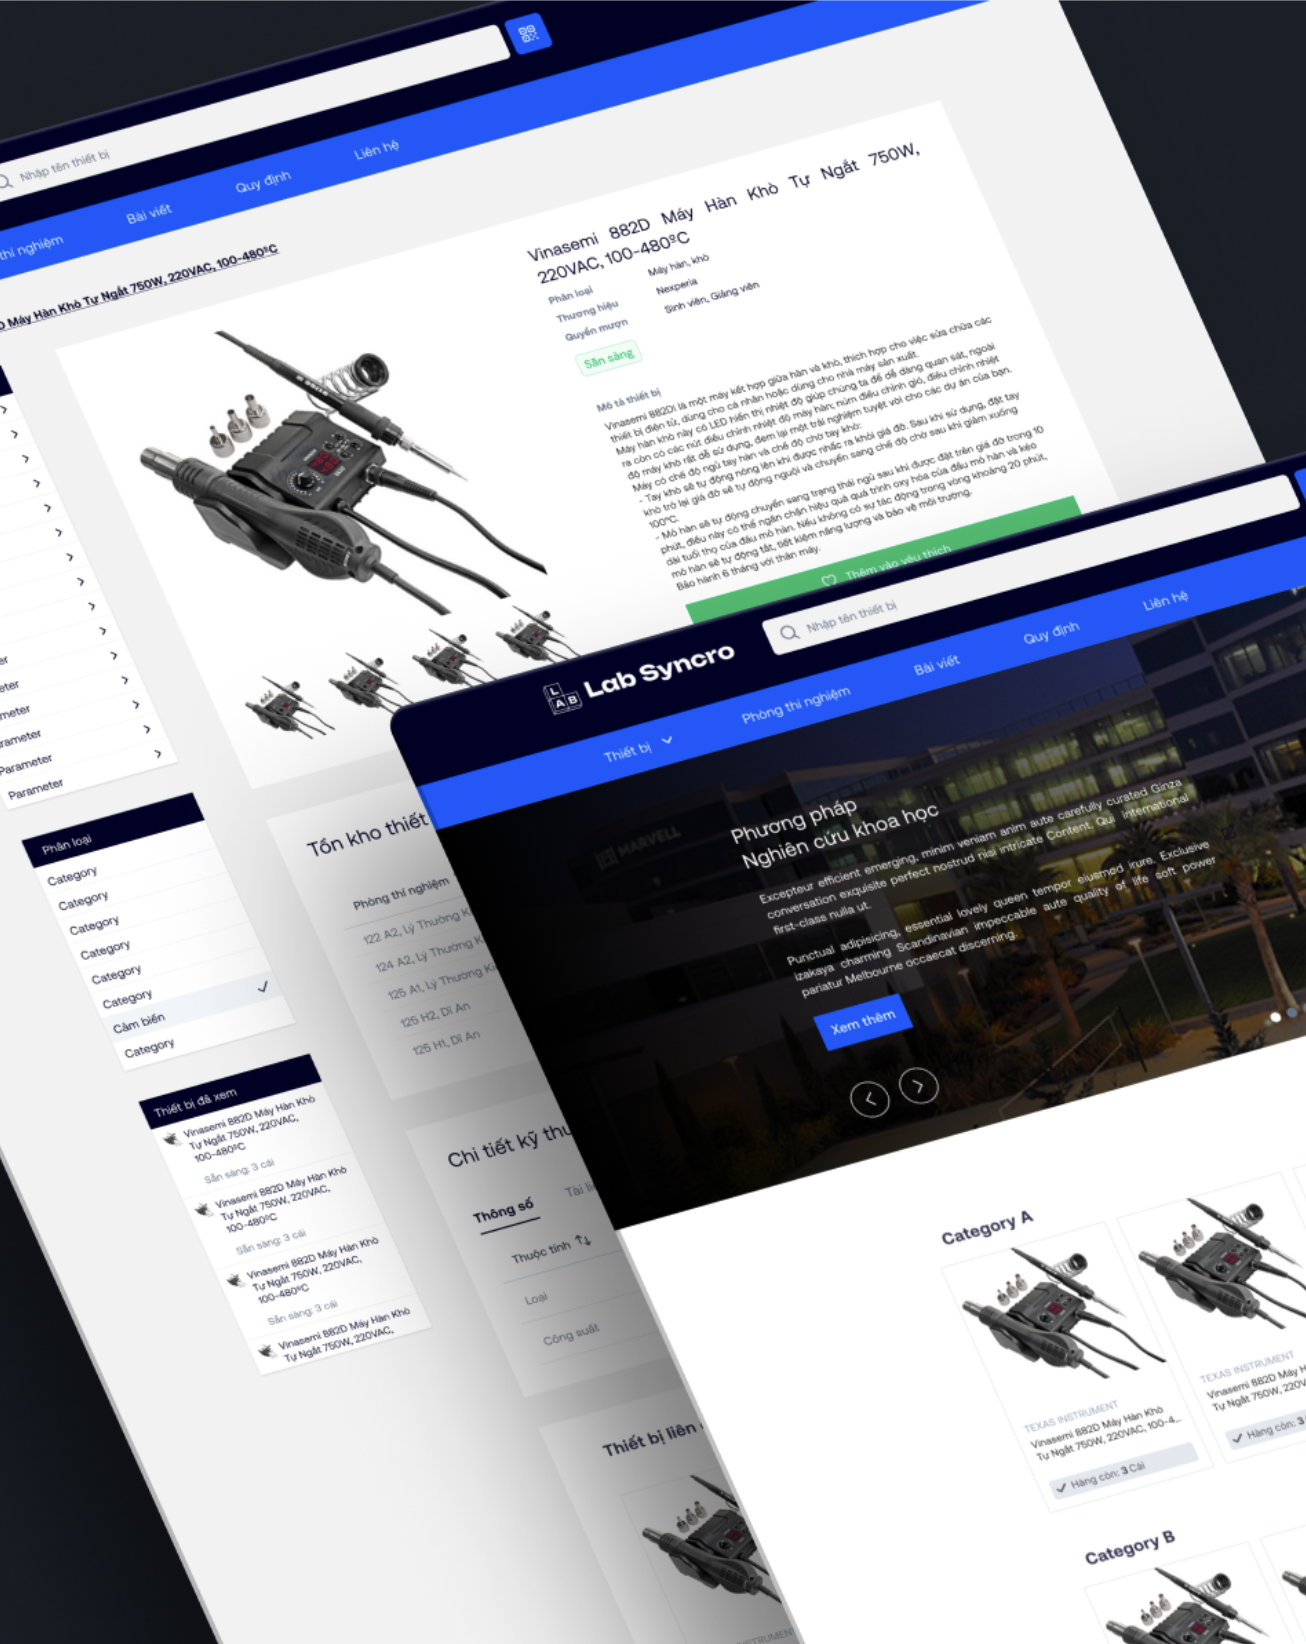 Nhập tên thiết bị
thí nghiệm
Bài viết
Quy định
Liên hệ
D Máy Hàn Khò Tự Ngắt 750W, 220VAC, 100-480ºC
Vinasemi 882D Máy Hàn Khò Tự Ngắt 750W,
220VAC, 100-480ºC
Phân loại
Máy hàn, khò
Thương hiệu
Nexperia
Quyền mượn
Sinh viên, Giảng viên
Sẵn sàng
Mô tả thiết bị
Vinasemi 882Di là một máy kết hợp giữa hàn và khò, thích hợp cho việc sửa chữa các
thiết bị điện tử, dùng cho cá nhân hoặc dùng cho nhà máy sản xuất.
Máy hàn khò này có LED hiển thị nhiệt độ giúp chúng ta để dễ dàng quan sát, ngoài
ra còn có các nút điều chỉnh nhiệt độ máy hàn; núm điều chỉnh gió, điều chỉnh nhiệt
độ máy khò rất dễ sử dụng, đem lại một trải nghiệm tuyệt vời cho các dự án của bạn.
Máy có chế độ ngủ tay hàn và chế độ chờ tay khò:
- Tay khò sẽ tự động nóng lên khi được nhấc ra khỏi giá đỡ. Sau khi sử dụng, đặt tay
khò trở lại giá đỡ sẽ tự động nguội và chuyển sang chế độ chờ sau khi giảm xuống
100ºC.
- Mỏ hàn sẽ tự động chuyển sang trạng thái ngủ sau khi được đặt trên giá đỡ trong 10
phút, điều này có thể ngăn chặn hiệu quả quá trình oxy hóa của đầu mỏ hàn và kéo
dài tuổi thọ của đầu mỏ hàn. Nếu không có sự tác động trong vòng khoảng 20 phút,
mỏ hàn sẽ tự động tắt, tiết kiệm năng lượng và bảo vệ môi trường.
Bảo hành 6 tháng với thân máy.
Thêm vào yêu thích
er
eter
meter
rameter
Parameter
Parameter
Phân loại
Category
Category
Category
Category
Category
Category
Cảm biến
Category
Thiết bị đã xem
Vinasemi 882D Máy Hàn Khò
Tự Ngắt 750W, 220VAC,
100-480ºC
Sẵn sàng: 3 cái
Vinasemi 882D Máy Hàn Khò
Tự Ngắt 750W, 220VAC,
100-480ºC
Sẵn sàng: 3 cái
Vinasemi 882D Máy Hàn Khò
Tự Ngắt 750W, 220VAC,
100-480ºC
Sẵn sàng: 3 cái
Vinasemi 882D Máy Hàn Khò
Tự Ngắt 750W, 220VAC,
Tồn kho thiết
Phòng thí nghiệm
122 A2, Lý Thường K
124 A2, Lý Thường K
125 A1, Lý Thường Ki
125 H2, Dĩ An
125 H1, Dĩ An
Chi tiết kỹ thu
Thông số
Tài li
Thuộc tính
Loại
Công suất
Thiết bị liên
LAB
Lab Syncro
Nhập tên thiết bị
Thiết bị
Phòng thí nghiệm
Bài viết
Quy định
Liên hệ
MARVELL
Phương pháp
Nghiên cứu khoa học
Excepteur efficient emerging, minim veniam anim aute carefully curated Ginza
conversation exquisite perfect nostrud nisi intricate Content. Qui international
first-class nulla ut.
Punctual adipisicing, essential lovely queen tempor eiusmod irure. Exclusive
izakaya charming Scandinavian impeccable aute quality of life soft power
pariatur Melbourne occaecat discerning.
Xem thêm
Category A
TEXAS INSTRUMENT
Vinasemi 882D Máy Hàn Khò
Tự Ngắt 750W, 220VAC, 100-4...
Hàng còn: 3 Cái
TEXAS INSTRUMENT
Vinasemi 882D Máy H
Tự Ngắt 750W, 220V
Hàng còn: 3
Category B